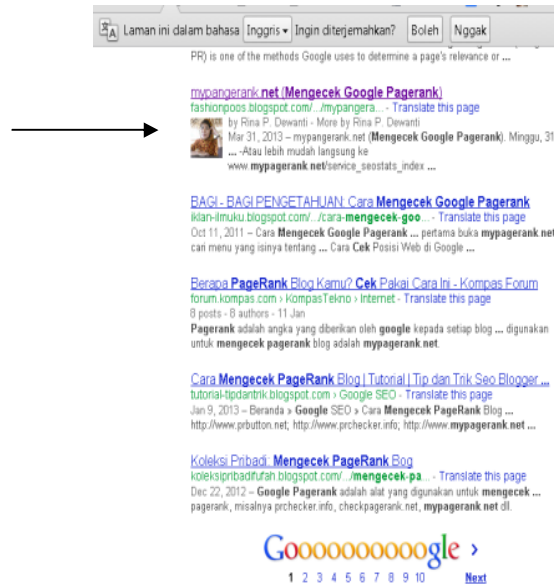 Laman ini dalam bahasa Inggris Ingin diterjemahkan? Boleh Nggak
PR) is one of the methods Google uses to determine a page's relevance or ...
mypangerank.net (Mengecek Google Pagerank)
fashionpoos.blogspot.com/.../mypangera... - Translate this page
by Rina P. Dewanti - More by Rina P. Dewanti
Mar 31, 2013 – mypangerank.net (Mengecek Google Pagerank). Minggu, 31
... -Atau lebih mudah langsung ke
www.mypagerank.net/service_seostats_index ...
BAGI - BAGI PENGETAHUAN: Cara Mengecek Google Pagerank
iklan-ilmuku.blogspot.com/.../cara-mengecek-goo... - Translate this page
Oct 11, 2011 – Cara Mengecek Google Pagerank ... pertama buka mypagerank.net
cari menu yang isinya tentang ... Cara Cek Posisi Web di Google ...
Berapa PageRank Blog Kamu? Cek Pakai Cara Ini - Kompas Forum
forum.kompas.com › KompasTekno › Internet - Translate this page
8 posts - 8 authors - 11 Jan
Pagerank adalah angka yang diberikan oleh google kepada setiap blog ... digunakan
untuk mengecek pagerank blog adalah mypagerank.net.
Cara Mengecek PageRank Blog | Tutorial | Tip dan Trik Seo Blogger ...
tutorial-tipdantrik.blogspot.com › Google SEO - Translate this page
Jan 9, 2013 – Beranda » Google SEO » Cara Mengecek PageRank Blog ...
http://www.prbutton.net; http://www.prchecker.info; http://www.mypagerank.net ...
Koleksi Pribadi: Mengecek PageRank Bog
koleksipribadifufah.blogspot.com/.../mengecek-pa... - Translate this page
Dec 22, 2012 – Google Pagerank adalah alat yang digunakan untuk mengecek ...
pagerank, misalnya prchecker.info, checkpagerank.net, mypagerank.net dll.
Gooooooooogle ›
1 2 3 4 5 6 7 8 9 10 Next